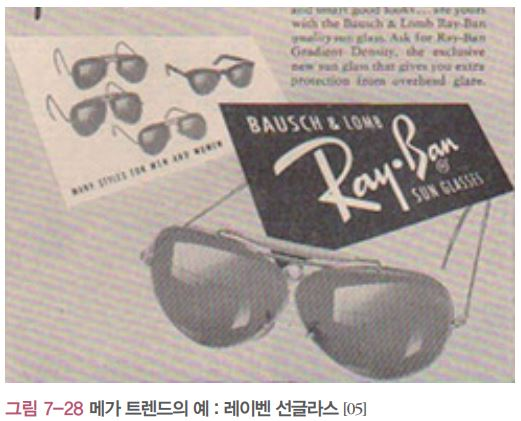 and smart good looks... are yours
with the Bausch & Lomb Ray-Ban
quality sun glass. Ask for Ray-Ban
Gradient Density, the exclusive
new sun glass that gives you extra
protection from overhead glare.
MANY STYLES FOR MEN AND WOMEN
BAUSCH & LOMB
Ray-Ban
SUN GLASSES
그림 7-28 메가 트렌드의 예 : 레이벤 선글라스 [05]